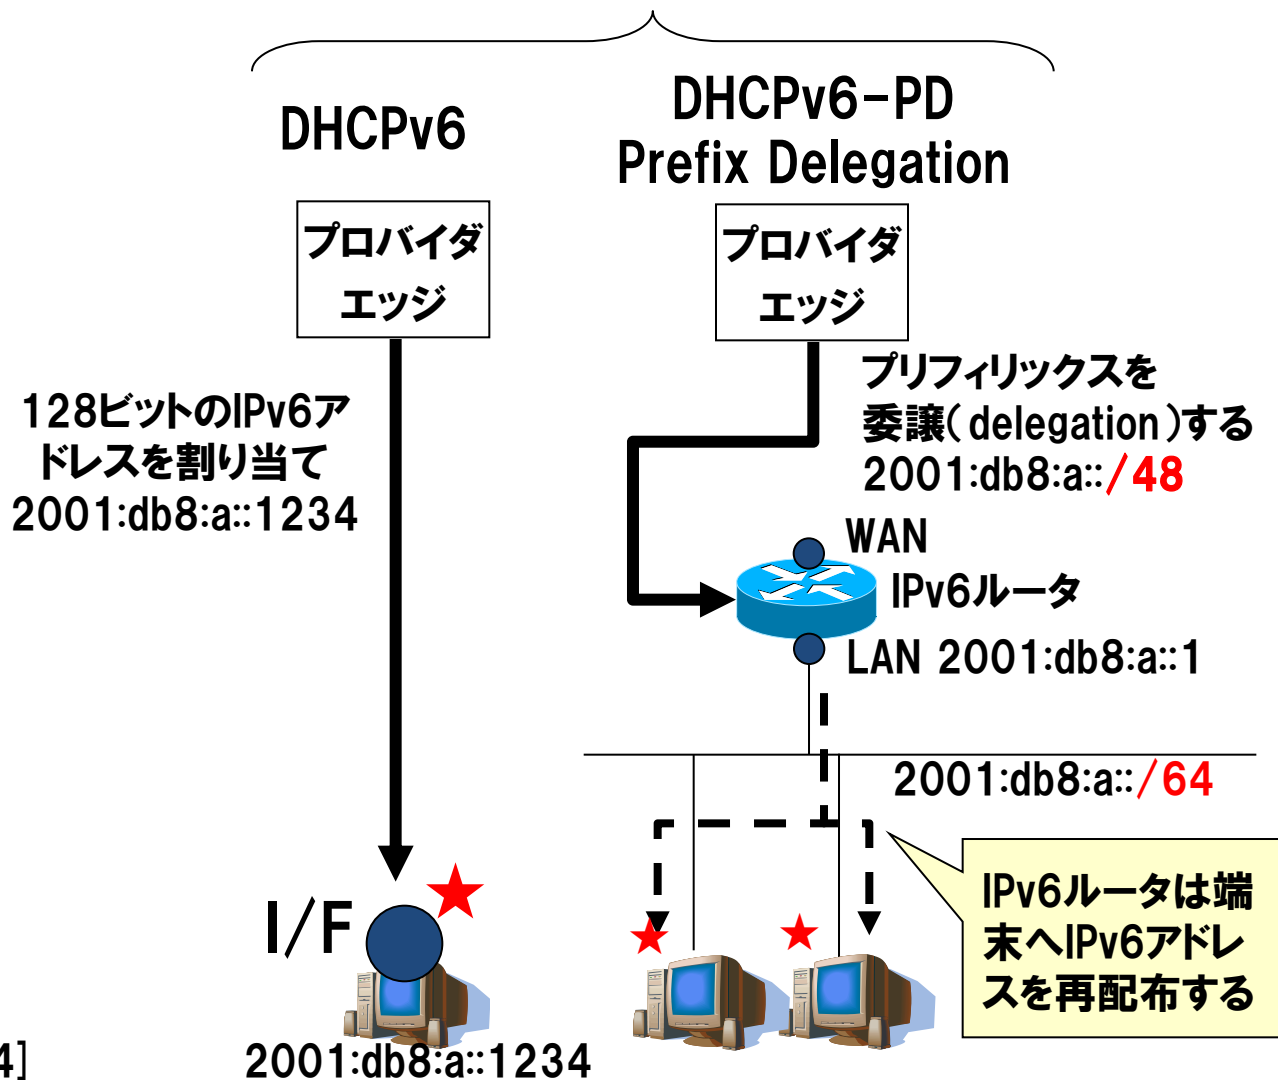 DHCPv6
DHCPv6-PD
Prefix Delegation
プロバイダ
エッジ
プロバイダ
エッジ
128ビットのIPv6ア
ドレスを割り当て
2001:db8:a::1234
プリフィリックスを
委譲(delegation)する
2001:db8:a::/48
WAN
IPv6ルータ
LAN 2001:db8:a::1
2001:db8:a::/64
IPv6ルータは端
末へIPv6アドレ
スを再配布する
I/F
4]
2001:db8:a::1234